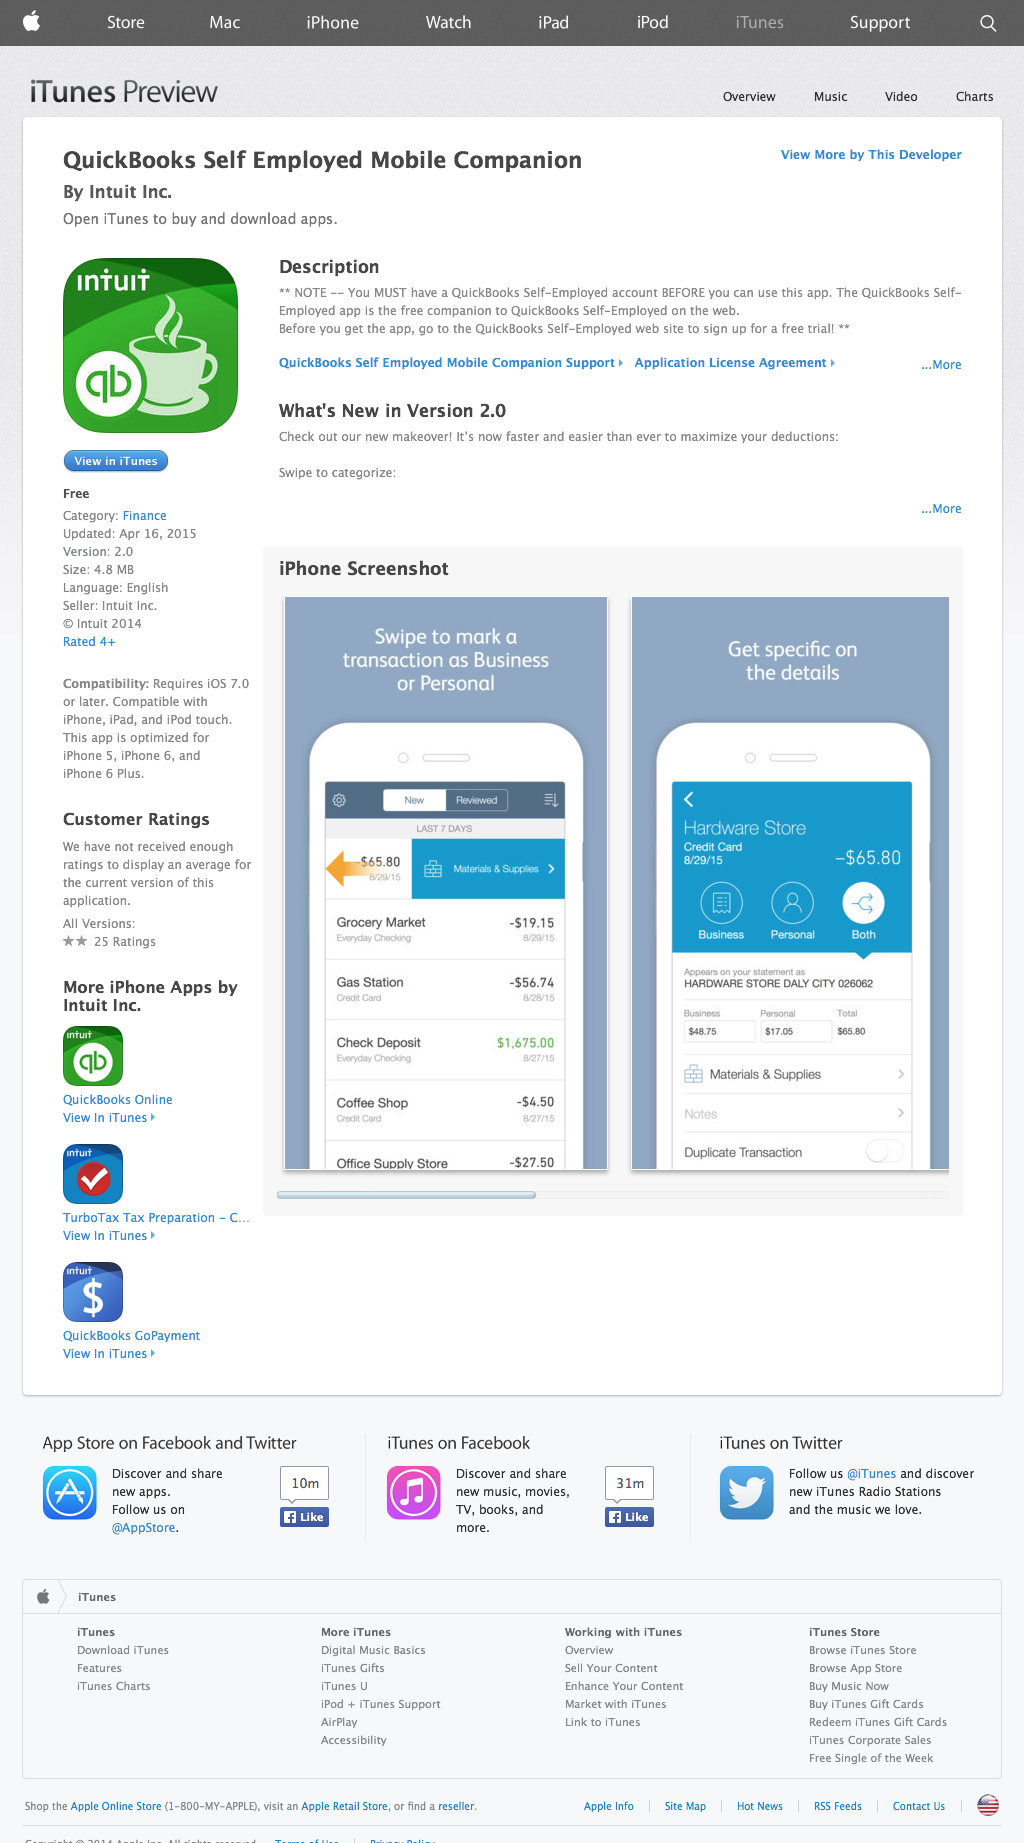 Store Mac iPhone Watch iPad iPod iTunes Support
iTunes Preview
Overview Music Video Charts
QuickBooks Self Employed Mobile Companion
View More by This Developer
By Intuit Inc.
Open iTunes to buy and download apps.
intuit
qb
View in iTunes
Free
Category: Finance
Updated: Apr 16, 2015
Version: 2.0
Size: 4.8 MB
Language: English
Seller: Intuit Inc.
© Intuit 2014
Rated 4+
Compatibility: Requires iOS 7.0
or later. Compatible with
iPhone, iPad, and iPod touch.
This app is optimized for
iPhone 5, iPhone 6, and
iPhone 6 Plus.
Customer Ratings
We have not received enough
ratings to display an average for
the current version of this
application.
All Versions:
★★ 25 Ratings
More iPhone Apps by
Intuit Inc.
intuit
qb
QuickBooks Online
View In iTunes
intuit
TurboTax Tax Preparation - C...
View In iTunes
intuit
$
QuickBooks GoPayment
View In iTunes
Description
** NOTE -- You MUST have a QuickBooks Self-Employed account BEFORE you can use this app. The QuickBooks Self-
Employed app is the free companion to QuickBooks Self-Employed on the web.
Before you get the app, go to the QuickBooks Self-Employed web site to sign up for a free trial! **
QuickBooks Self Employed Mobile Companion Support Application License Agreement
...More
What's New in Version 2.0
Check out our new makeover! It's now faster and easier than ever to maximize your deductions:
Swipe to categorize:
...More
iPhone Screenshot
Swipe to mark a
transaction as Business
or Personal
New Reviewed
LAST 7 DAYS
-$65.80
8/29/15
Materials & Supplies
Grocery Market -$19.15
Everyday Checking 8/29/15
Gas Station -$56.74
Credit Card 8/28/15
Check Deposit $1,675.00
Everyday Checking 8/27/15
Coffee Shop -$4.50
Credit Card 8/27/15
Office Supply Store -$27.50
Get specific on
the details
Hardware Store
Credit Card
8/29/15
-$65.80
Business Personal Both
Appears on your statement as
HARDWARE STORE DALY CITY 026062
Business Personal Total
$48.75 $17.05 $65.80
Materials & Supplies
Notes
Duplicate Transaction
App Store on Facebook and Twitter
Discover and share
new apps.
Follow us on
@AppStore.
10m
Like
iTunes on Facebook
Discover and share
new music, movies,
TV, books, and
more.
31m
Like
iTunes on Twitter
Follow us @iTunes and discover
new iTunes Radio Stations
and the music we love.
iTunes
iTunes
Download iTunes
Features
iTunes Charts
More iTunes
Digital Music Basics
iTunes Gifts
iTunes U
iPod + iTunes Support
AirPlay
Accessibility
Working with iTunes
Overview
Sell Your Content
Enhance Your Content
Market with iTunes
Link to iTunes
iTunes Store
Browse iTunes Store
Browse App Store
Buy Music Now
Buy iTunes Gift Cards
Redeem iTunes Gift Cards
iTunes Corporate Sales
Free Single of the Week
Shop the Apple Online Store (1-800-MY-APPLE), visit an Apple Retail Store, or find a reseller.
Apple Info Site Map Hot News RSS Feeds Contact Us
Copyright © 2014 Apple Inc. All rights reserved. Terms of Use Privacy Policy